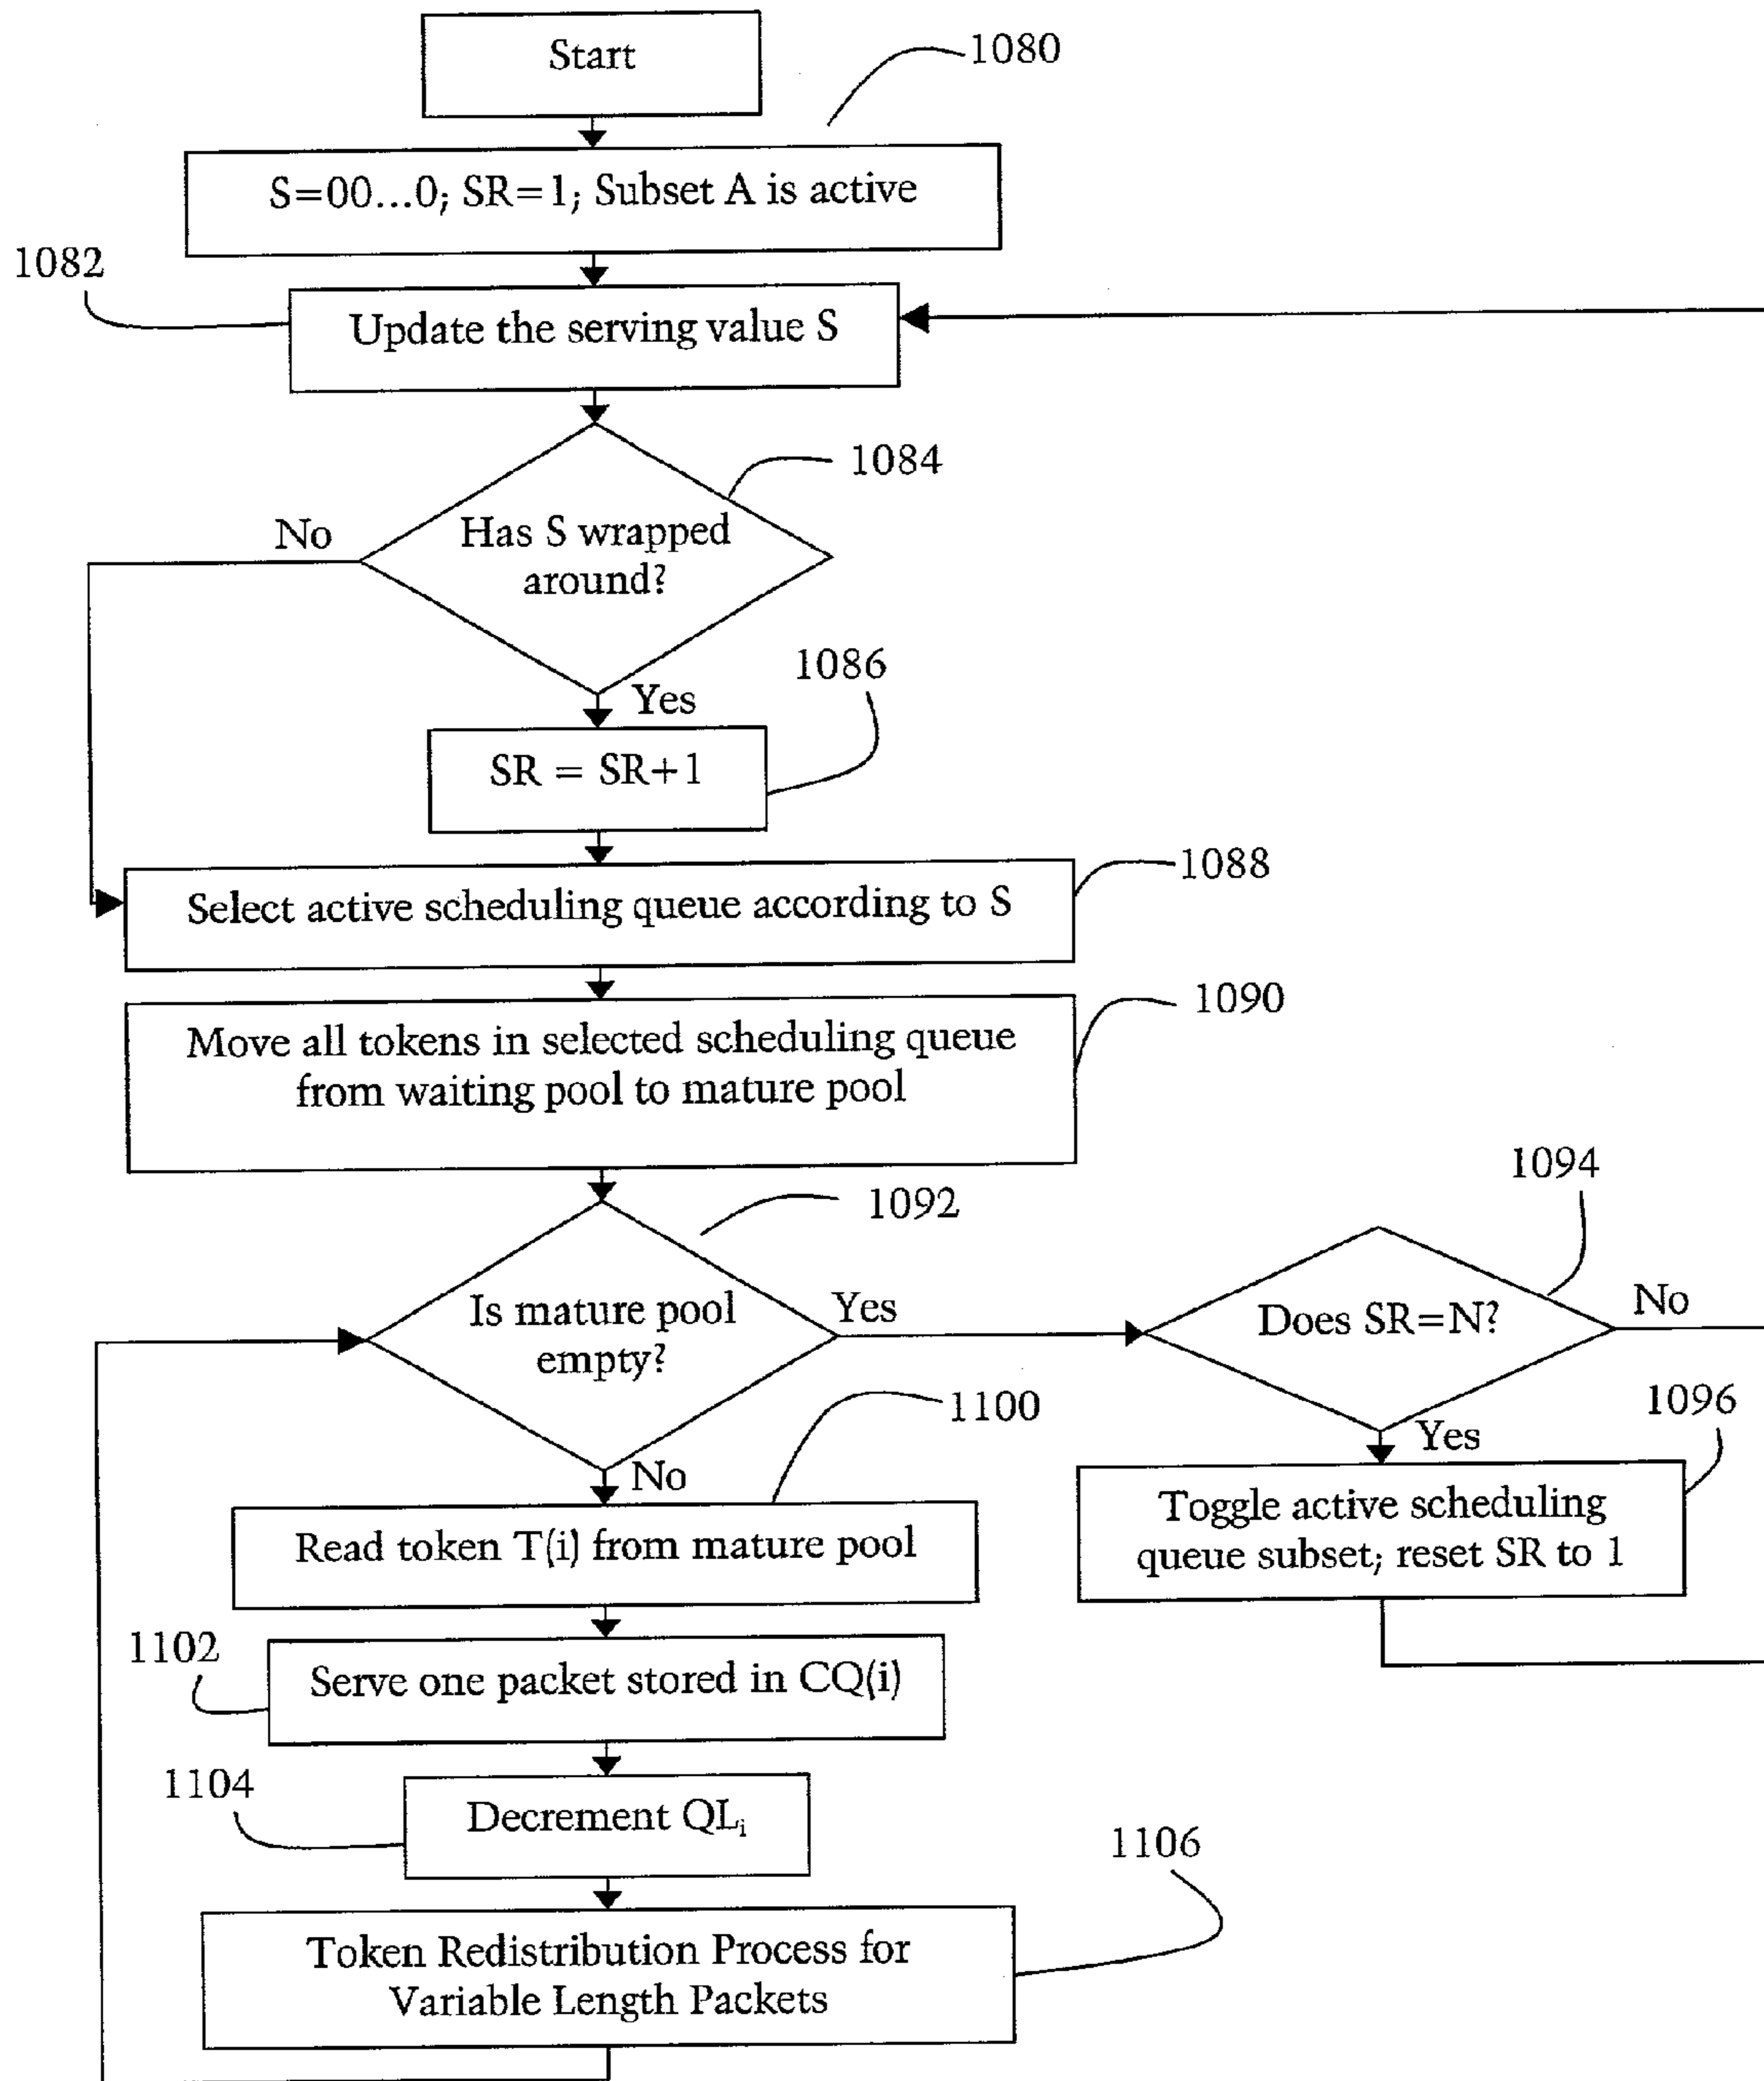 Start
1080
S=00...0; SR=1; Subset A is active
1082
Update the serving value S
1084
No
Has S wrapped
around?
1086
Yes
SR = SR+1
1088
Select active scheduling queue according to S
1090
Move all tokens in selected scheduling queue
from waiting pool to mature pool
1092
1094
Is mature pool
empty?
Yes
Does SR=N?
No
1100
1096
No
Yes
Read token T(i) from mature pool
Toggle active scheduling
queue subset; reset SR to 1
1102
Serve one packet stored in CQ(i)
1104
Decrement QLi
1106
Token Redistribution Process for
Variable Length Packets